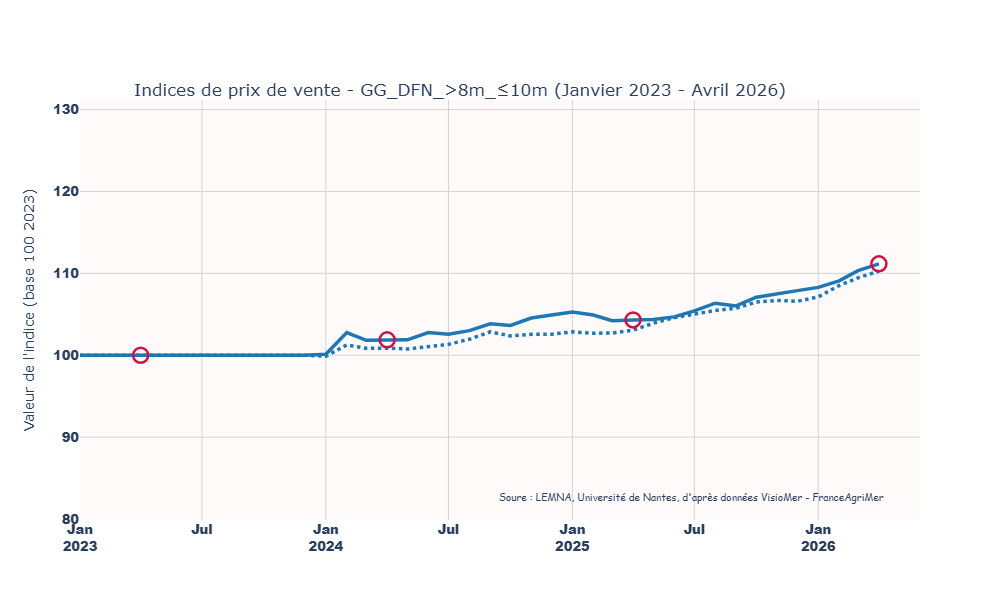 Indices de prix de vente - GG_DFN_>8m_≤10m (Janvier 2023 - Avril 2026)
Valeur de l'indice (base 100 2023)
130
120
110
100
90
80
Soure : LEMNA, Université de Nantes, d'après données VisioMer - FranceAgriMer
Jan
2023
Jul
Jan
2024
Jul
Jan
2025
Jul
Jan
2026